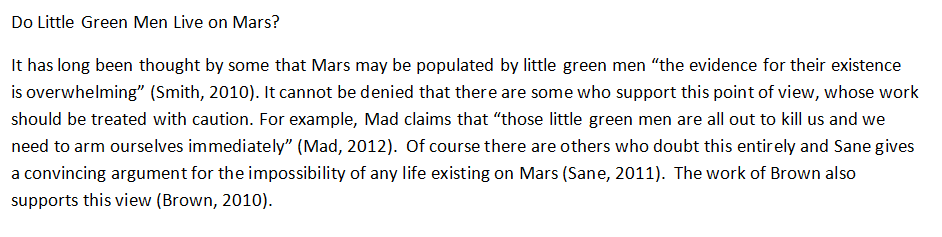 Do Little Green Men Live on Mars?
It has long been thought by some that Mars may be populated by little green men “the evidence for their existence
is overwhelming” (Smith, 2010). It cannot be denied that there are some who support this point of view, whose work
should be treated with caution. For example, Mad claims that “those little green men are all out to kill us and we
need to arm ourselves immediately” (Mad, 2012).  Of course there are others who doubt this entirely and Sane gives
a convincing argument for the impossibility of any life existing on Mars (Sane, 2011).  The work of Brown also
supports this view (Brown, 2010).